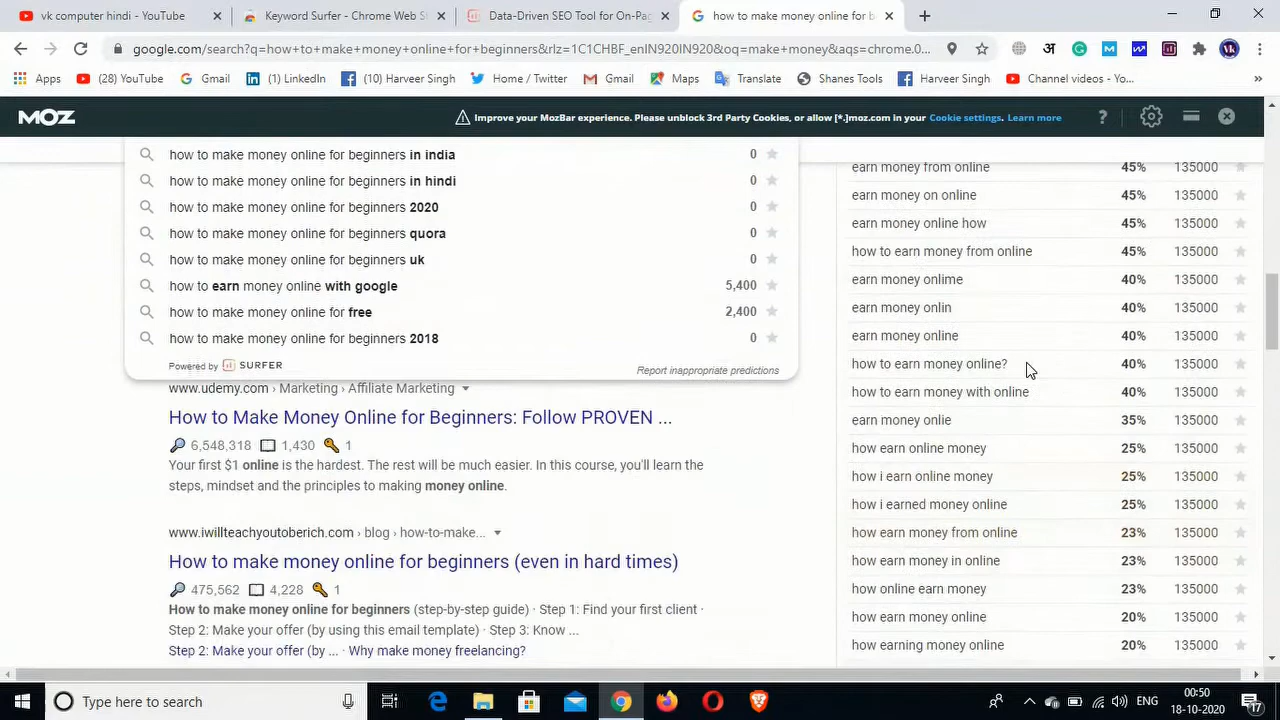 vk computer hindi - YouTube
Keyword Surfer - Chrome Web S
Data-Driven SEO Tool for On-Pag
how to make money online for b
google.com/search?q=how+to+make+money+online+for+beginners&rlz=1C1CHBF_enIN920IN920&oq=make+money&aqs=chrome.0...
अ
Vk
Apps
(28) YouTube
Gmail
(1) LinkedIn
(10) Harveer Singh
Home / Twitter
Gmail
Maps
Translate
Shanes Tools
Harveer Singh
Channel videos - Yo...
MOZ
Improve your MozBar experience. Please unblock 3rd Party Cookies, or allow [*.]moz.com in your Cookie settings. Learn more
how to make money online for beginners in india 0
how to make money online for beginners in hindi 0
how to make money online for beginners 2020 0
how to make money online for beginners quora 0
how to make money online for beginners uk 0
how to earn money online with google 5,400
how to make money online for free 2,400
how to make money online for beginners 2018 0
Powered by SURFER
Report inappropriate predictions
www.udemy.com › Marketing › Affiliate Marketing
How to Make Money Online for Beginners: Follow PROVEN ...
6,548,318 1,430 1
Your first $1 online is the hardest. The rest will be much easier. In this course, you'll learn the
steps, mindset and the principles to making money online.
www.iwillteachyoutoberich.com › blog › how-to-make...
How to make money online for beginners (even in hard times)
475,562 4,228 1
How to make money online for beginners (step-by-step guide) · Step 1: Find your first client ·
Step 2: Make your offer (by using this email template) · Step 3: Know ...
Step 2: Make your offer (by ... · Why make money freelancing?
earn money from online 45% 135000
earn money on online 45% 135000
earn money online how 45% 135000
how to earn money from online 45% 135000
earn money onlime 40% 135000
earn money onlin 40% 135000
earn money online 40% 135000
how to earn money online? 40% 135000
how to earn money with online 40% 135000
earn money onlie 35% 135000
how earn online money 25% 135000
how i earn online money 25% 135000
how i earned money online 25% 135000
how earn money from online 23% 135000
how earn money in online 23% 135000
how online earn money 23% 135000
how earn money online 20% 135000
how earning money online 20% 135000
Type here to search
ENG
00:50
18-10-2020
17